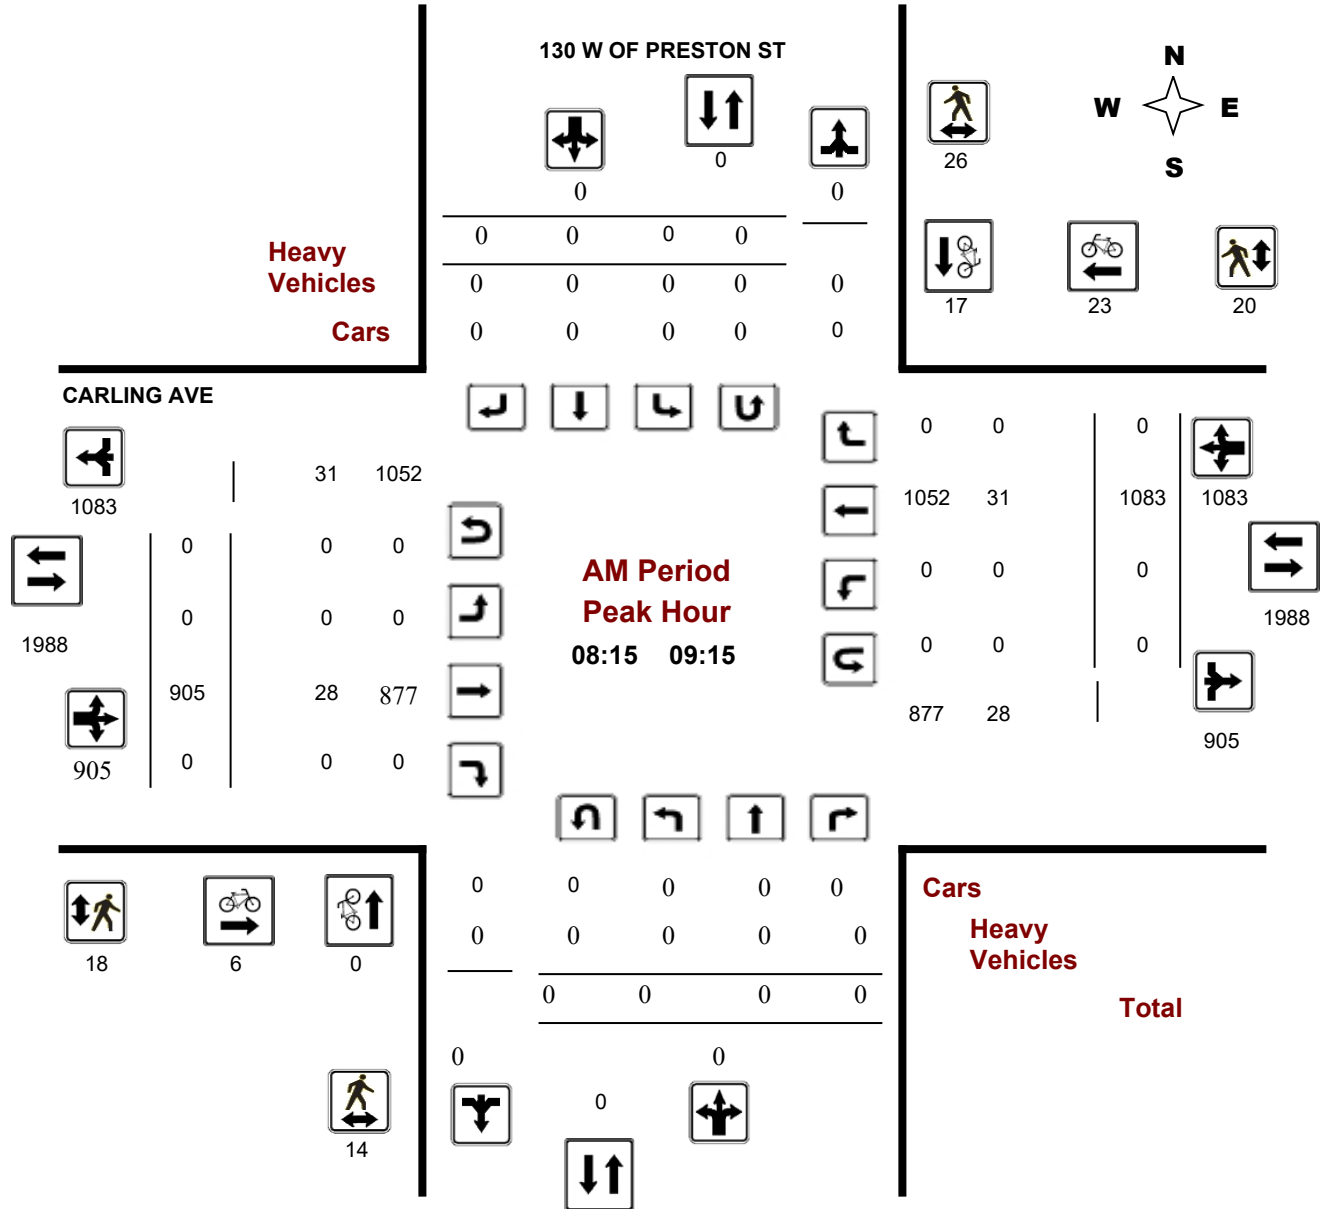 130 W OF PRESTON ST
N
W E
S
26
0
0 0
0 0 0 0
Heavy
Vehicles
0 0 0 0 0
Cars
0 0 0 0 0
17 23 20
CARLING AVE
1083
31 1052
0 0 0
0 0 0
1988
905 28 877
905
0 0 0
AM Period
Peak Hour
08:15 09:15
0 0 0
1052 31 1083 1083
0 0 0
1988
0 0 0
877 28
905
18 6 0
14
0 0 0 0 0
0 0 0 0 0
0 0 0 0
0 0
0
Cars
Heavy
Vehicles
Total